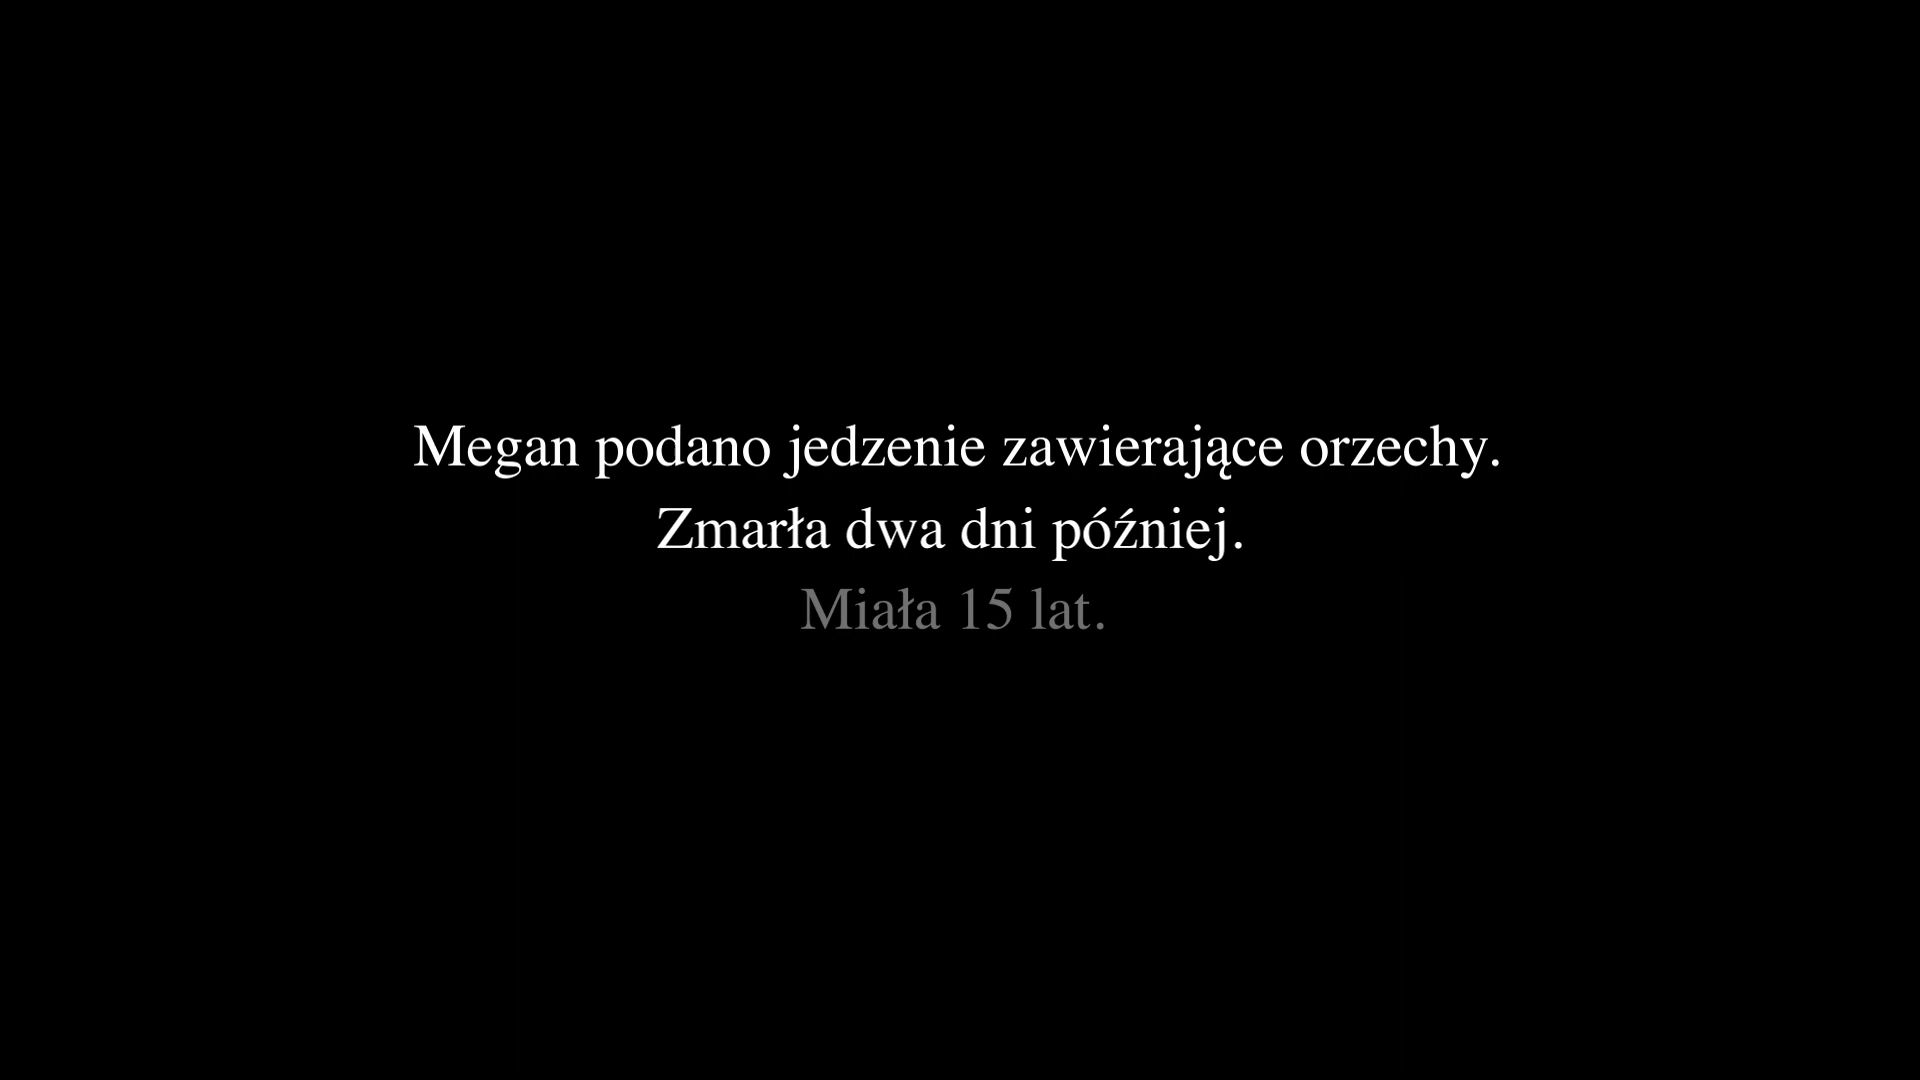 Megan podano jedzenie zawierające orzechy.
Zmarła dwa dni później.
Miała 15 lat.